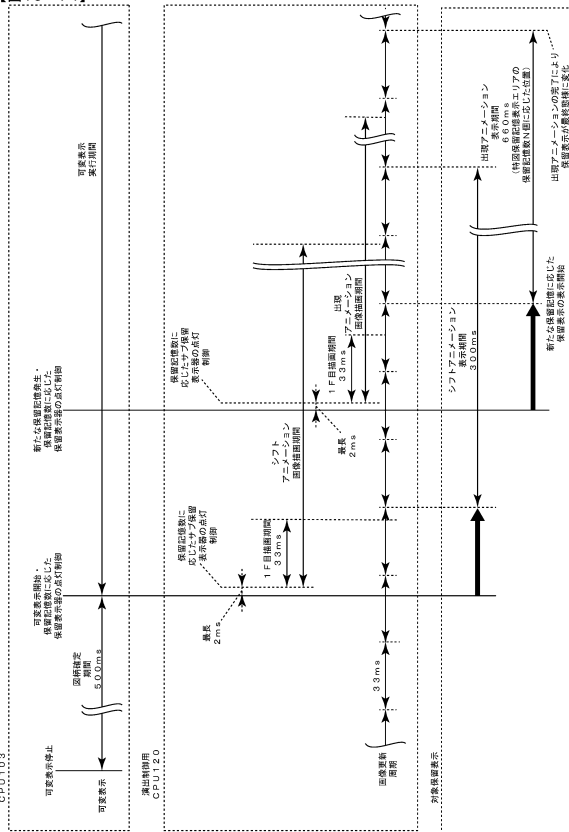 CPU103
可変表示停止
可変表示
図柄確定
期間
500ms
可変表示開始・
保留記憶数に応じた
保留表示器の点灯制御
新たな保留記憶発生・
保留記憶数に応じた
保留表示器の点灯制御
可変表示
実行期間
演出制御用
CPU120
最長
2ms
保留記憶数に
応じたサブ保留
表示器の点灯
制御
1F目描画期間
33ms
シフト
アニメーション
画像描画期間
最長
2ms
保留記憶数に
応じたサブ保留
表示器の点灯
制御
1F目描画期間
33ms
出現
アニメーション
画像描画期間
画像更新
周期
33ms
対象保留表示
シフトアニメーション
表示期間
300ms
新たな保留記憶に応じた
保留表示の表示開始
出現アニメーション
表示期間
660ms
(特図保留記憶表示エリアの
保留記憶数N個に応じた位置)
出現アニメーションの完了により
保留表示が最終態様に変化